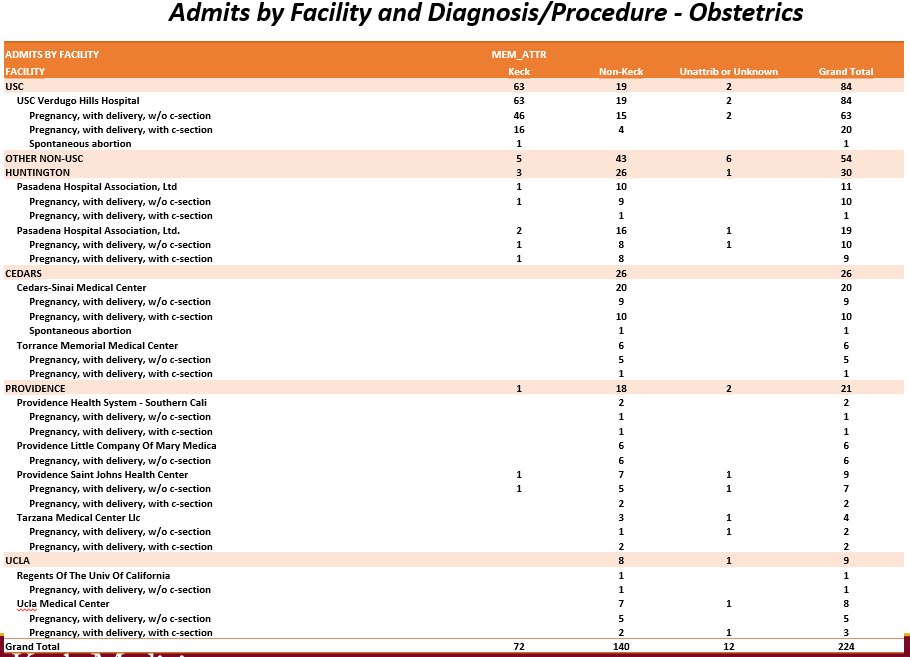 Admits by Facility and Diagnosis/Procedure - Obstetrics
ADMITS BY FACILITY MEM_ATTR
FACILITY Keck Non-Keck Unattrib or Unknown Grand Total
USC 63 19 2 84
USC Verdugo Hills Hospital 63 19 2 84
Pregnancy, with delivery, w/o c-section 46 15 2 63
Pregnancy, with delivery, with c-section 16 4 20
Spontaneous abortion 1 1
OTHER NON-USC 5 43 6 54
HUNTINGTON 3 26 1 30
Pasadena Hospital Association, Ltd 1 10 11
Pregnancy, with delivery, w/o c-section 1 9 10
Pregnancy, with delivery, with c-section 1 1
Pasadena Hospital Association, Ltd. 2 16 1 19
Pregnancy, with delivery, w/o c-section 1 8 1 10
Pregnancy, with delivery, with c-section 1 8 9
CEDARS 26 26
Cedars-Sinai Medical Center 20 20
Pregnancy, with delivery, w/o c-section 9 9
Pregnancy, with delivery, with c-section 10 10
Spontaneous abortion 1 1
Torrance Memorial Medical Center 6 6
Pregnancy, with delivery, w/o c-section 5 5
Pregnancy, with delivery, with c-section 1 1
PROVIDENCE 1 18 2 21
Providence Health System - Southern Cali 2 2
Pregnancy, with delivery, w/o c-section 1 1
Pregnancy, with delivery, with c-section 1 1
Providence Little Company Of Mary Medica 6 6
Pregnancy, with delivery, w/o c-section 6 6
Providence Saint Johns Health Center 1 7 1 9
Pregnancy, with delivery, w/o c-section 1 5 1 7
Pregnancy, with delivery, with c-section 2 2
Tarzana Medical Center Llc 3 1 4
Pregnancy, with delivery, w/o c-section 1 1 2
Pregnancy, with delivery, with c-section 2 2
UCLA 8 1 9
Regents Of The Univ Of California 1 1
Pregnancy, with delivery, w/o c-section 1 1
Ucla Medical Center 7 1 8
Pregnancy, with delivery, w/o c-section 5 5
Pregnancy, with delivery, with c-section 2 1 3
Grand Total 72 140 12 224